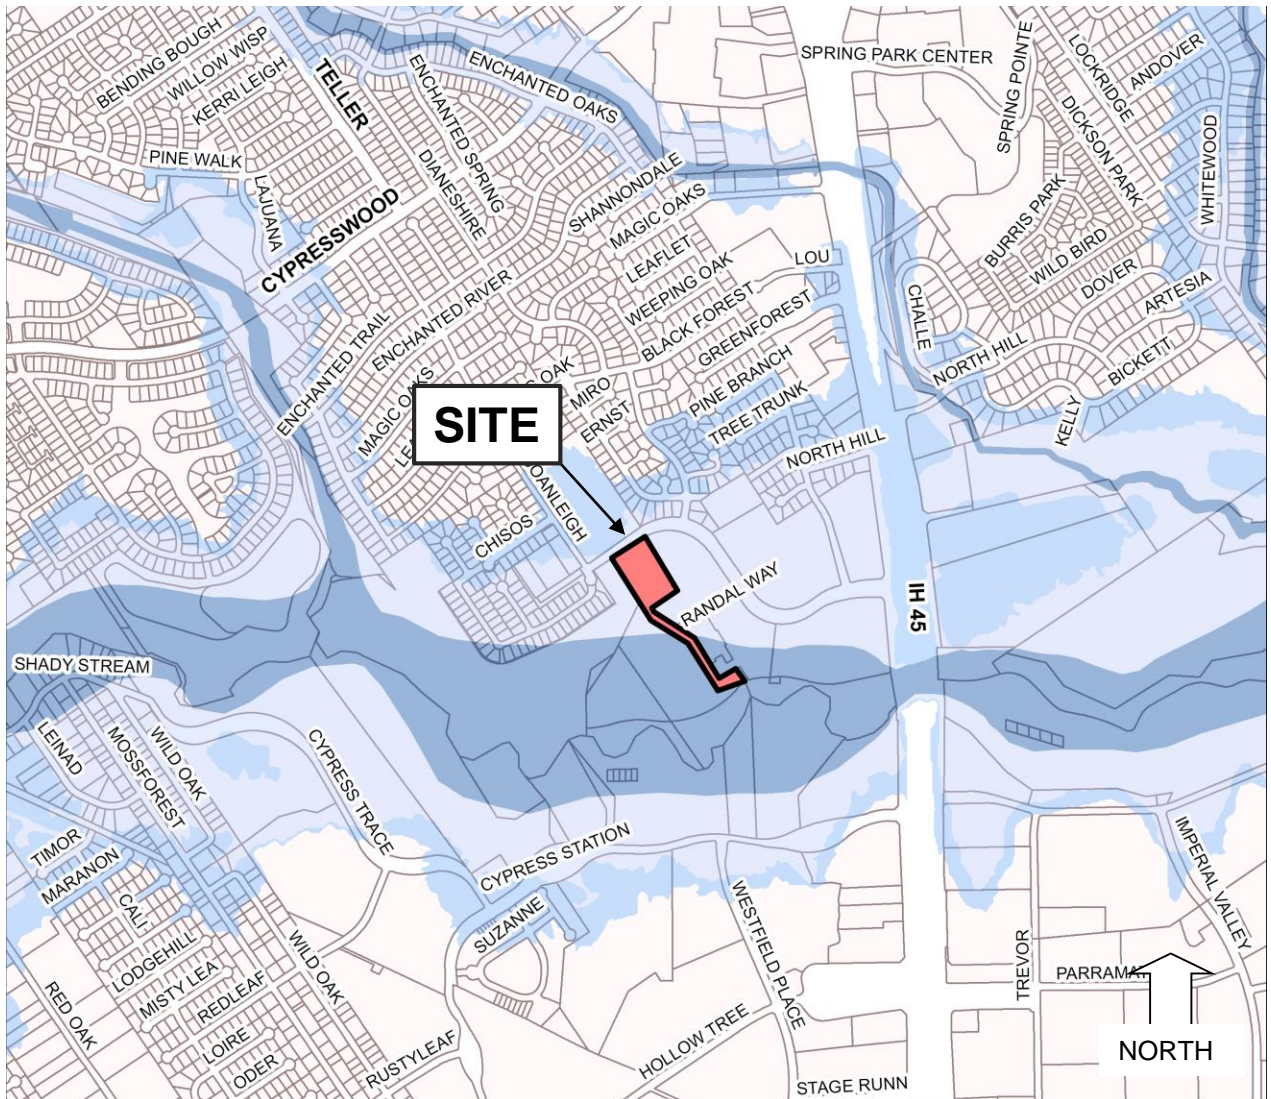 BENDING BOUGH
WILLOW WISP
KERRI LEIGH
PINE WALK
LAJUANA
TELLER
CYPRESSWOOD
ENCHANTED SPRING
DIANESHIRE
ENCHANTED OAKS
SHANNONDALE
MAGIC OAKS
LEAFLET
WEEPING OAK
BLACK FOREST
GREENFOREST
LOU
SPRING PARK CENTER
SPRING POINTE
LOCKRIDGE
ANDOVER
DICKSON PARK
WHITEWOOD
BURRIS PARK
WILD BIRD
DOVER
ARTESIA
CHALLE
NORTH HILL
BICKETT
KELLY
ENCHANTED TRAIL
ENCHANTED RIVER
MAGIC OAKS
OAK
MIRO
ERNST
PINE BRANCH
TREE TRUNK
NORTH HILL
SITE
CHISOS
RANDAL WAY
IH 45
SHADY STREAM
LEINAD
MOSSFOREST
WILD OAK
CYPRESS TRACE
TIMOR
MARANON
CALI
LODGEHILL
MISTY LEA
REDLEAF
LOIRE
ODER
RED OAK
WILD OAK
RUSTYLEAF
CYPRESS STATION
SUZANNE
WESTFIELD PLACE
HOLLOW TREE
STAGE RUNN
TREVOR
IMPERIAL VALLEY
NORTH